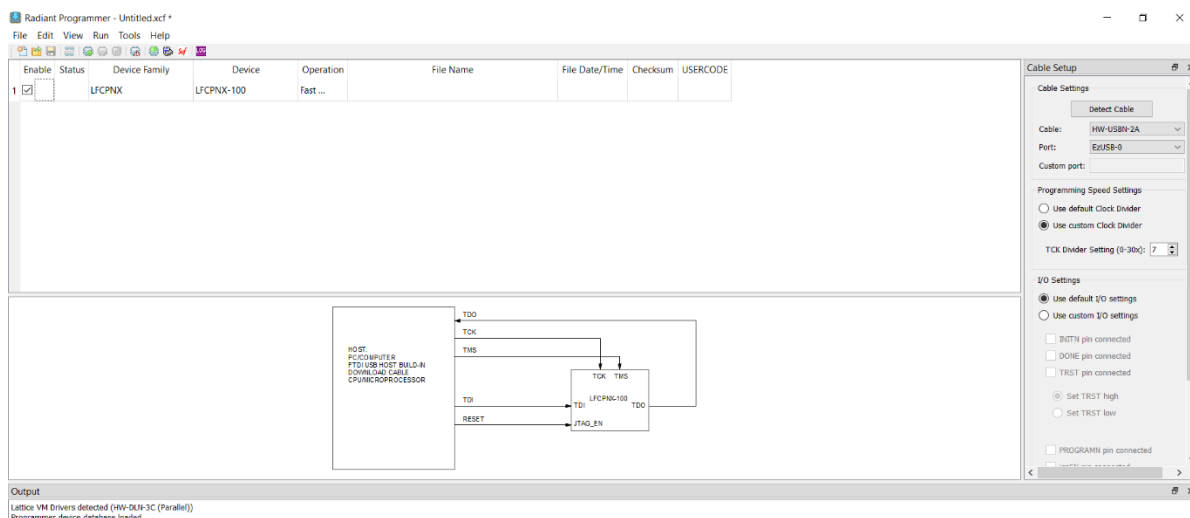 Radiant Programmer - Untitled.xcf *
File Edit View Run Tools Help
LOG
Enable Status Device Family Device Operation File Name File Date/Time Checksum USERCODE
1 LFCPNX LFCPNX-100 Fast ...
Cable Setup
Cable Settings
Detect Cable
Cable: HW-USBN-2A
Port: EzUSB-0
Custom port:
Programming Speed Settings
Use default Clock Divider
Use custom Clock Divider
TCK Divider Setting (0-30x): 7
I/O Settings
Use default I/O settings
Use custom I/O settings
INITN pin connected
DONE pin connected
TRST pin connected
Set TRST high
Set TRST low
PROGRAMN pin connected
HOST:
PC/COMPUTER
FTDI USB HOST BUILD-IN
DOWNLOAD CABLE
CPU/MICROPROCESSOR
TDO
TCK
TMS
TDI
RESET
TCK TMS
LFCPNX-100
TDI TDO
JTAG_EN
Output
Lattice VM Drivers detected (HW-DLN-3C (Parallel))
Programmer device database loaded